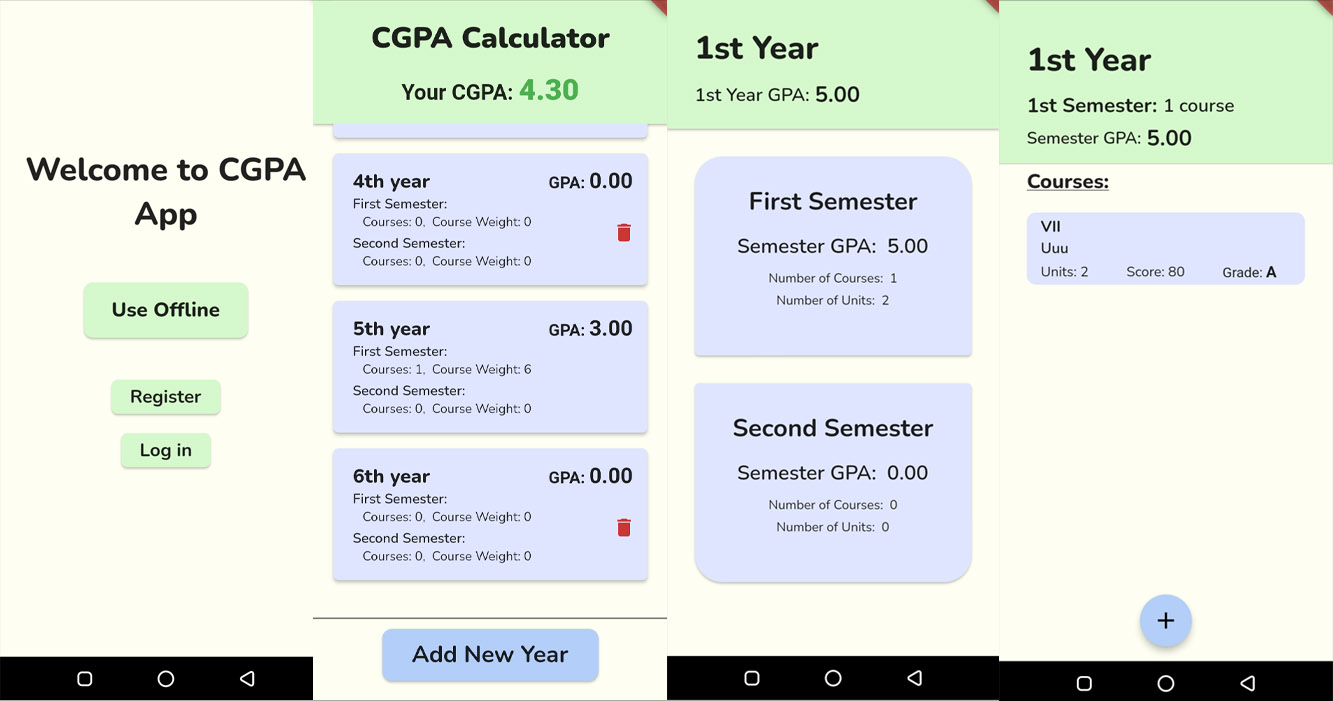 Welcome to CGPA
App
Use Offline
Register
Log in
CGPA Calculator
Your CGPA: 4.30
4th year GPA: 0.00
First Semester:
Courses: 0, Course Weight: 0
Second Semester:
Courses: 0, Course Weight: 0
5th year GPA: 3.00
First Semester:
Courses: 1, Course Weight: 6
Second Semester:
Courses: 0, Course Weight: 0
6th year GPA: 0.00
First Semester:
Courses: 0, Course Weight: 0
Second Semester:
Courses: 0, Course Weight: 0
Add New Year
1st Year
1st Year GPA: 5.00
First Semester
Semester GPA: 5.00
Number of Courses: 1
Number of Units: 2
Second Semester
Semester GPA: 0.00
Number of Courses: 0
Number of Units: 0
1st Year
1st Semester: 1 course
Semester GPA: 5.00
Courses:
VII
Uuu
Units: 2 Score: 80 Grade: A
+